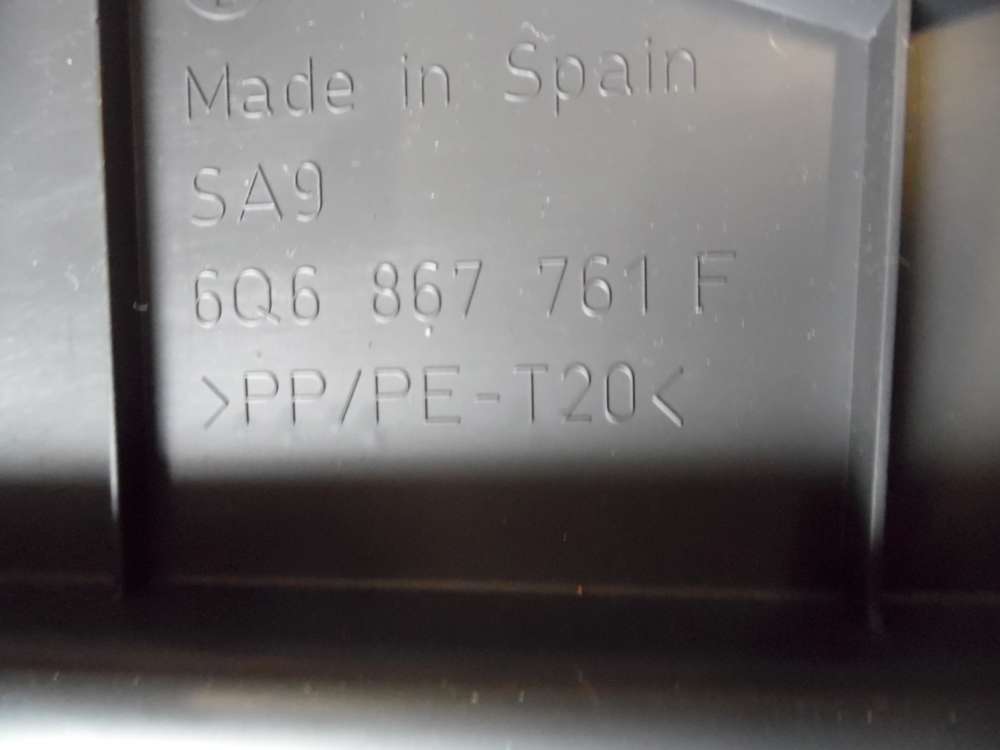 Made in Spain
SA9
6Q6 867 761 F
>PP/PE-T20<